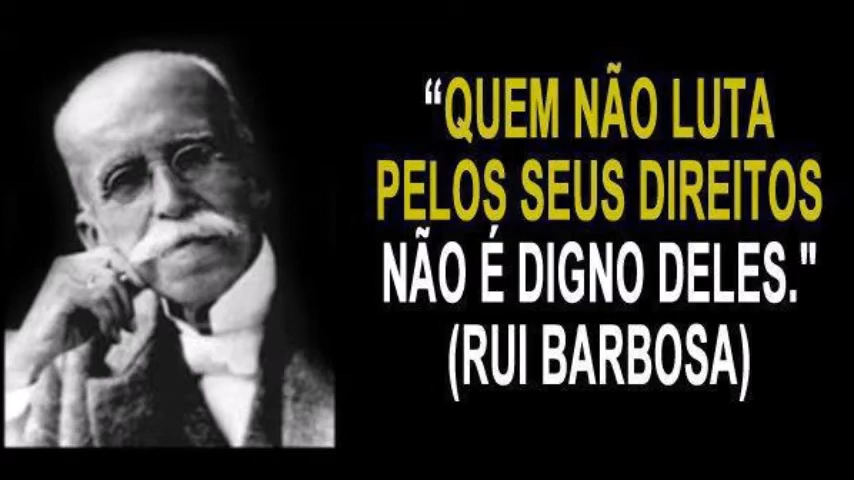 “QUEM NÃO LUTA
PELOS SEUS DIREITOS
NÃO É DIGNO DELES."
(RUI BARBOSA)